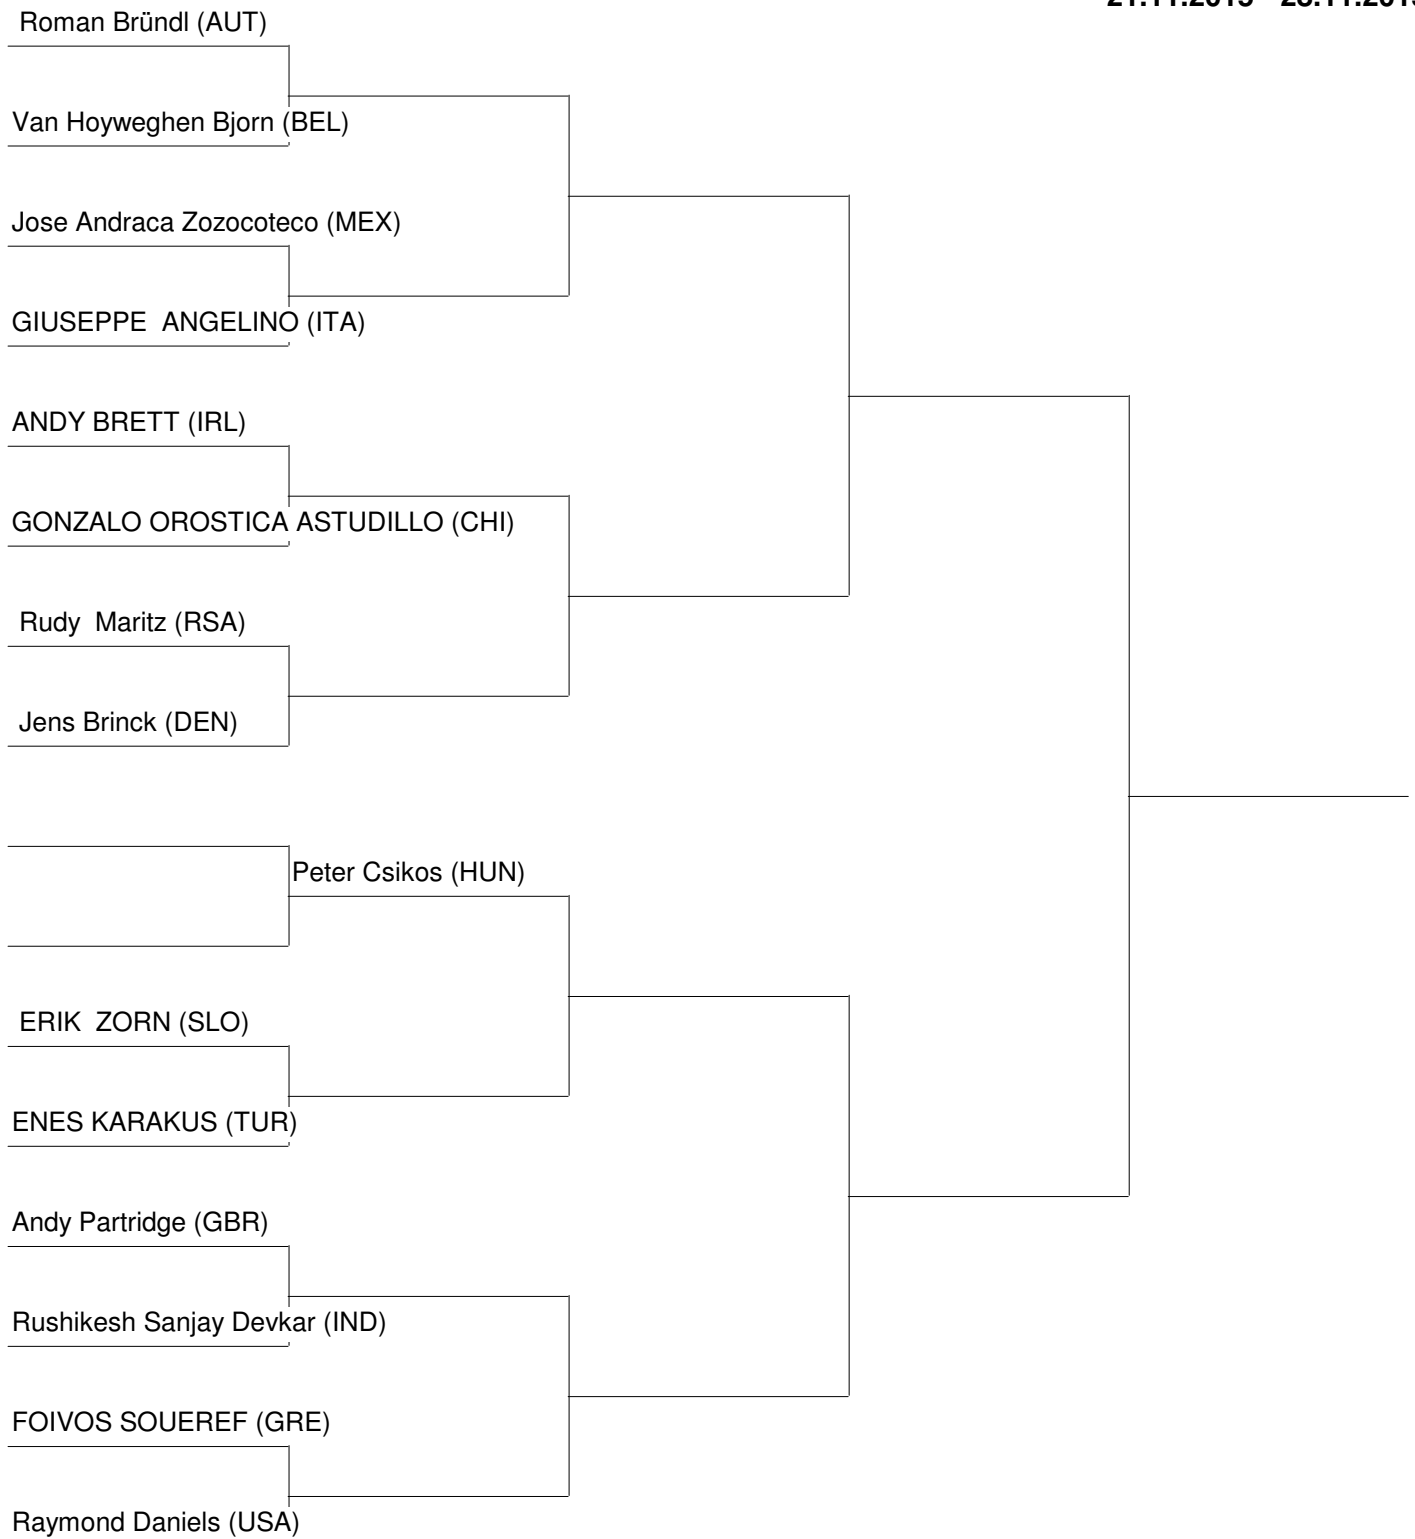 Roman Bründl (AUT)
Van Hoyweghen Bjorn (BEL)
Jose Andraca Zozocoteco (MEX)
GIUSEPPE ANGELINO (ITA)
ANDY BRETT (IRL)
GONZALO OROSTICA ASTUDILLO (CHI)
Rudy Maritz (RSA)
Jens Brinck (DEN)
Peter Csikos (HUN)
ERIK ZORN (SLO)
ENES KARAKUS (TUR)
Andy Partridge (GBR)
Rushikesh Sanjay Devkar (IND)
FOIVOS SOUEREF (GRE)
Raymond Daniels (USA)